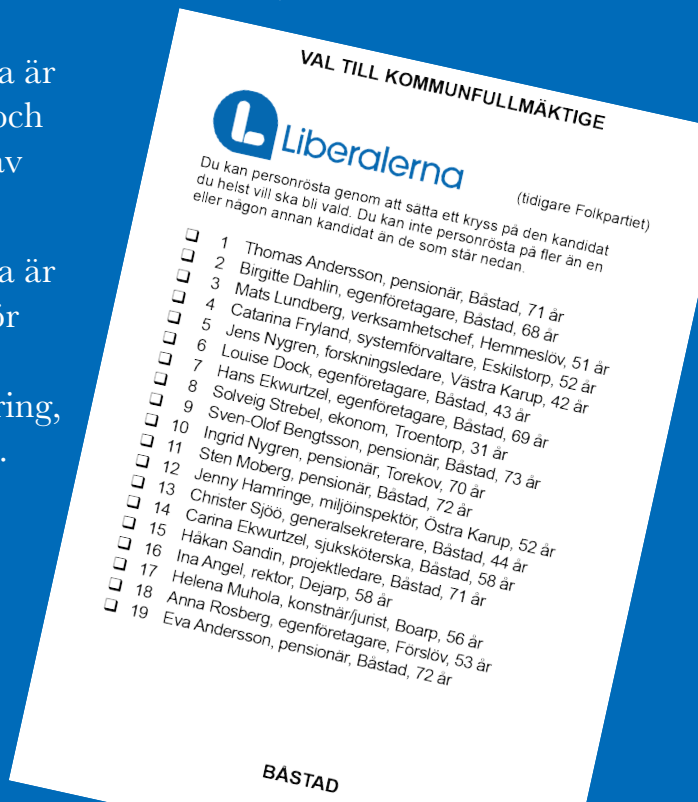 a är
och
av
a är
ör
ring,
.
VAL TILL KOMMUNFULLMÄKTIGE
L Liberalerna
(tidigare Folkpartiet)
Du kan personrösta genom att sätta ett kryss på den kandidat
du helst vill ska bli vald. Du kan inte personrösta på fler än en
eller någon annan kandidat än de som står nedan.
1 Thomas Andersson, pensionär, Båstad, 71 år
2 Birgitte Dahlin, egenföretagare, Båstad, 68 år
3 Mats Lundberg, verksamhetschef, Hemmeslöv, 51 år
4 Catarina Fryland, systemförvaltare, Eskilstorp, 52 år
5 Jens Nygren, forskningsledare, Västra Karup, 42 år
6 Louise Dock, egenföretagare, Båstad, 43 år
7 Hans Ekwurtzel, egenföretagare, Båstad, 69 år
8 Solveig Strebel, ekonom, Troentorp, 31 år
9 Sven-Olof Bengtsson, pensionär, Båstad, 73 år
10 Ingrid Nygren, pensionär, Torekov, 70 år
11 Sten Moberg, pensionär, Båstad, 72 år
12 Jenny Hamringe, miljöinspektör, Östra Karup, 52 år
13 Christer Sjöö, generalsekreterare, Båstad, 44 år
14 Carina Ekwurtzel, sjuksköterska, Båstad, 58 år
15 Håkan Sandin, projektledare, Båstad, 71 år
16 Ina Angel, rektor, Dejarp, 58 år
17 Helena Muhola, konstnär/jurist, Boarp, 56 år
18 Anna Rosberg, egenföretagare, Förslöv, 53 år
19 Eva Andersson, pensionär, Båstad, 72 år
BÅSTAD